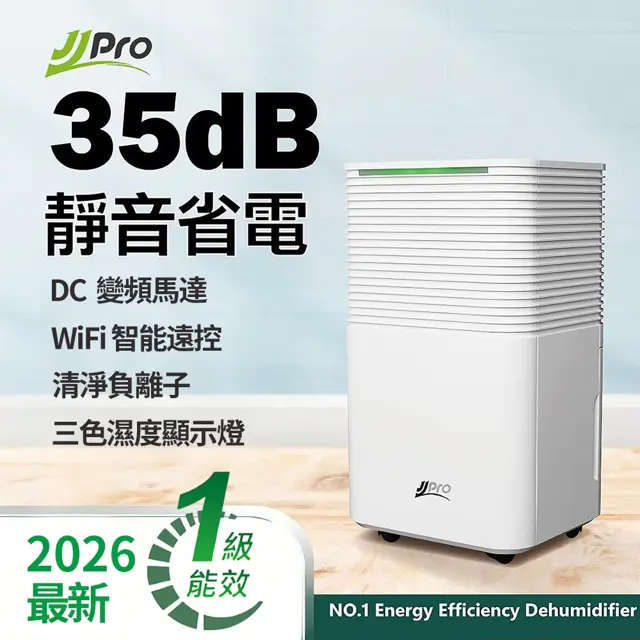 JJPro
35dB
靜音省電
DC 變頻馬達
WiFi 智能遠控
清淨負離子
三色濕度顯示燈
2026
最新
1級
能效
JJPro
NO.1 Energy Efficiency Dehumidifier